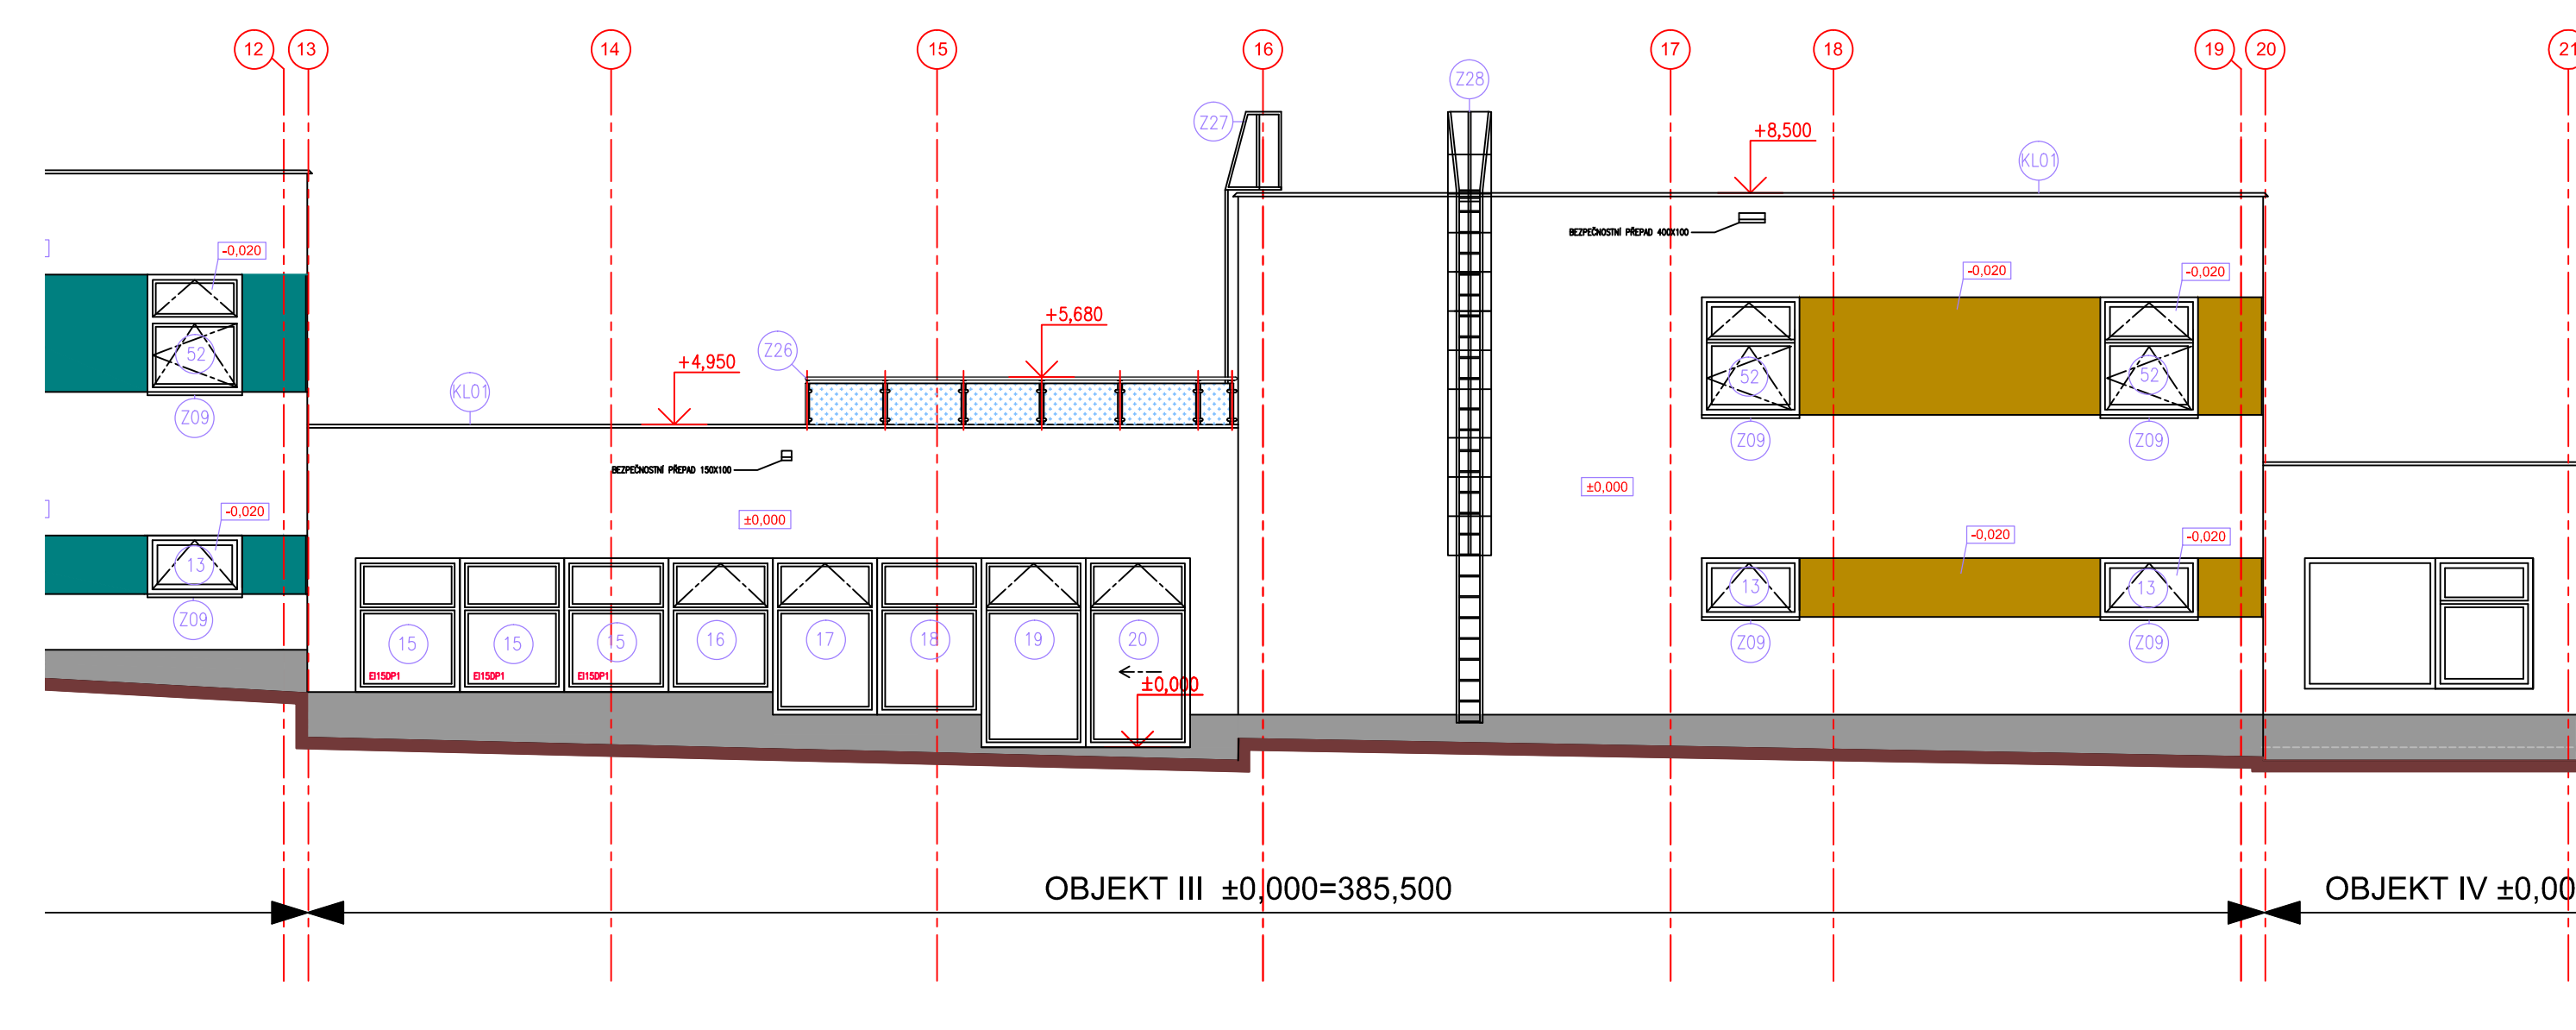 12 13 14 15 16 17 18 19 20 21
Z28
Z27
+8,500
KL01
BEZPEČNOSTNÍ PŘEPAD 400X100
-0,020
-0,020
-0,020
+5,680
Z26
+4,950
KL01
52
52
52
Z09
Z09
Z09
BEZPEČNOSTNÍ PŘEPAD 150X100
±0,000
±0,000
-0,020
-0,020
-0,020
13
13
13
Z09
Z09
Z09
15 15 15 16 17 18 19 20
EI15DP1 EI15DP1 EI15DP1
±0,000
OBJEKT III ±0,000=385,500
OBJEKT IV ±0,00